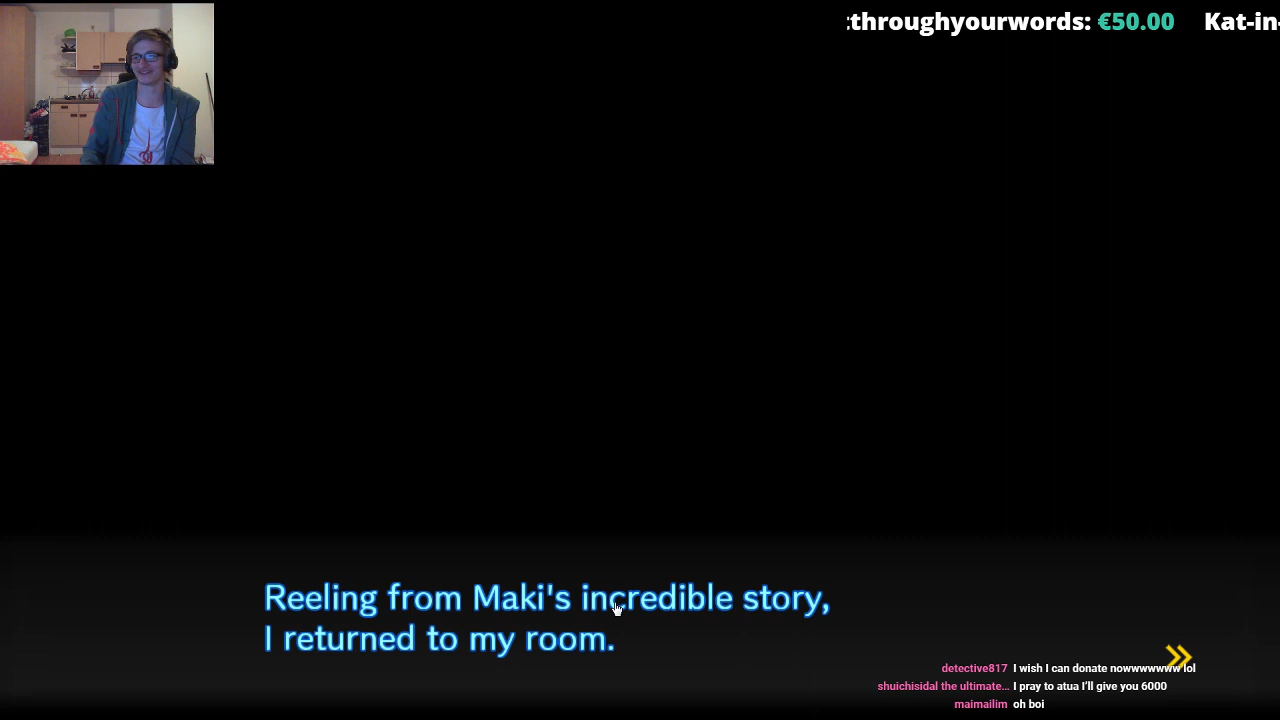 :throughyourwords: €50.00 Kat-in-
Reeling from Maki's incredible story,
I returned to my room.
detective817 I wish I can donate nowwwwwww lol
shuichisidal the ultimate… I pray to atua I'll give you 6000
maimailim oh boi